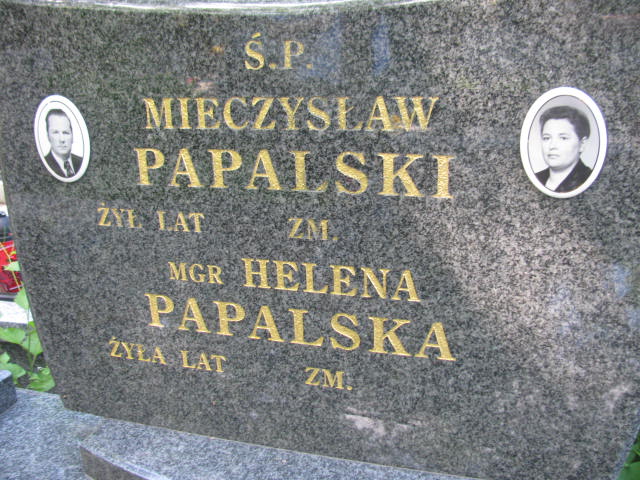 Ś.P.
MIECZYSŁAW
PAPALSKI
ŻYŁ LAT ZM.
MGR HELENA
PAPALSKA
ŻYŁA LAT ZM.